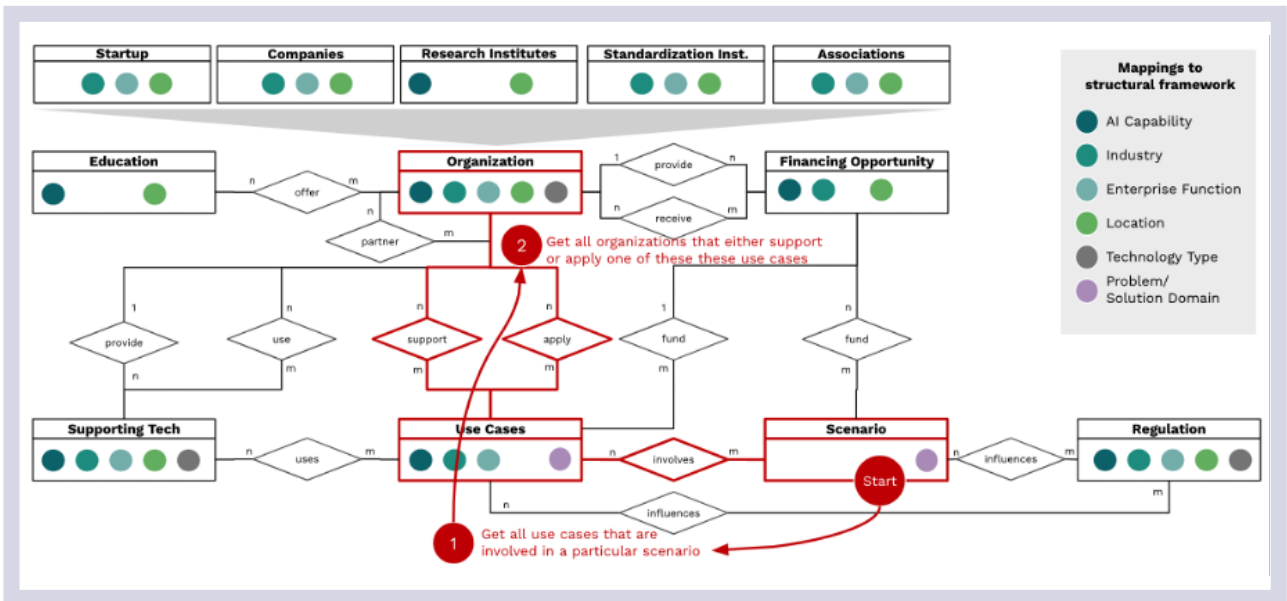 Startup
Companies
Research Institutes
Standardization Inst.
Associations
Mappings to
structural framework
AI Capability
Industry
Enterprise Function
Location
Technology Type
Problem/
Solution Domain
Education
Organization
Financing Opportunity
n
offer
m
n
partner
m
1
provide
n
n
receive
m
2
Get all organizations that either support
or apply one of these these use cases
1
provide
n
n
use
m
n
support
m
n
apply
m
1
fund
m
n
fund
m
Supporting Tech
Use Cases
Scenario
Regulation
n
uses
m
n
involves
m
n
influences
m
Start
n
influences
m
1
Get all use cases that are
involved in a particular scenario